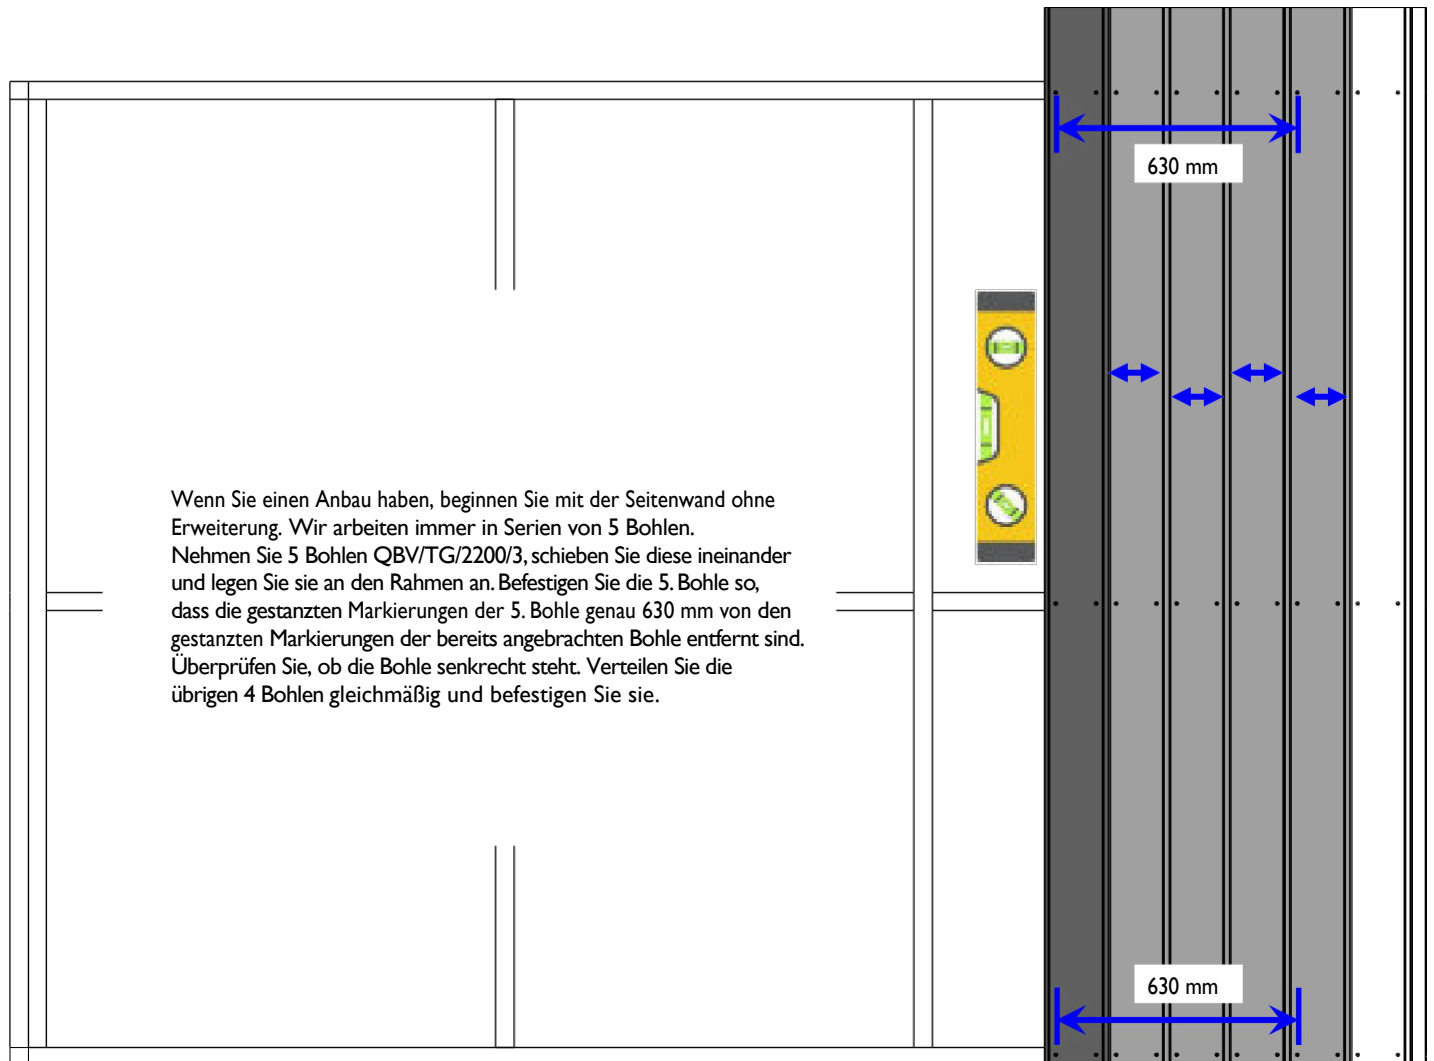 630 mm
Wenn Sie einen Anbau haben, beginnen Sie mit der Seitenwand ohne
Erweiterung. Wir arbeiten immer in Serien von 5 Bohlen.
Nehmen Sie 5 Bohlen QBV/TG/2200/3, schieben Sie diese ineinander
und legen Sie sie an den Rahmen an. Befestigen Sie die 5. Bohle so,
dass die gestanzten Markierungen der 5. Bohle genau 630 mm von den
gestanzten Markierungen der bereits angebrachten Bohle entfernt sind.
Überprüfen Sie, ob die Bohle senkrecht steht. Verteilen Sie die
übrigen 4 Bohlen gleichmäßig und befestigen Sie sie.
630 mm